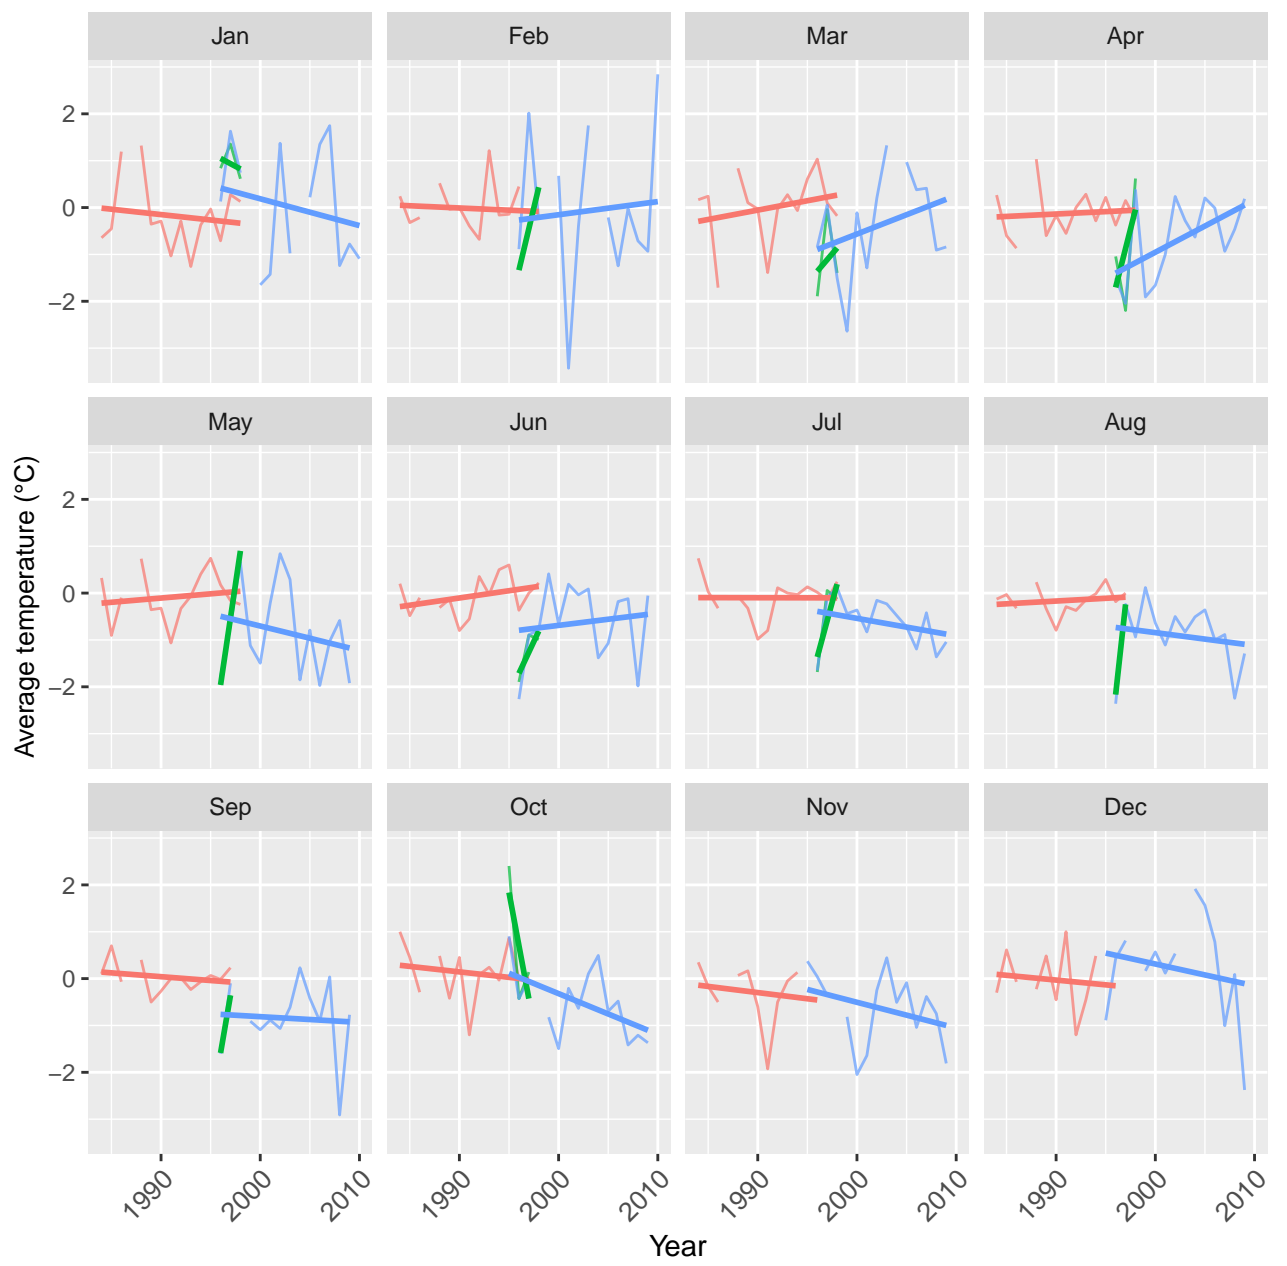 Jan Feb Mar Apr
2
0
−2
May Jun Jul Aug
Average temperature (°C)
2
0
−2
Sep Oct Nov Dec
2
0
−2
1990 2000 2010 1990 2000 2010 1990 2000 2010 1990 2000 2010
Year